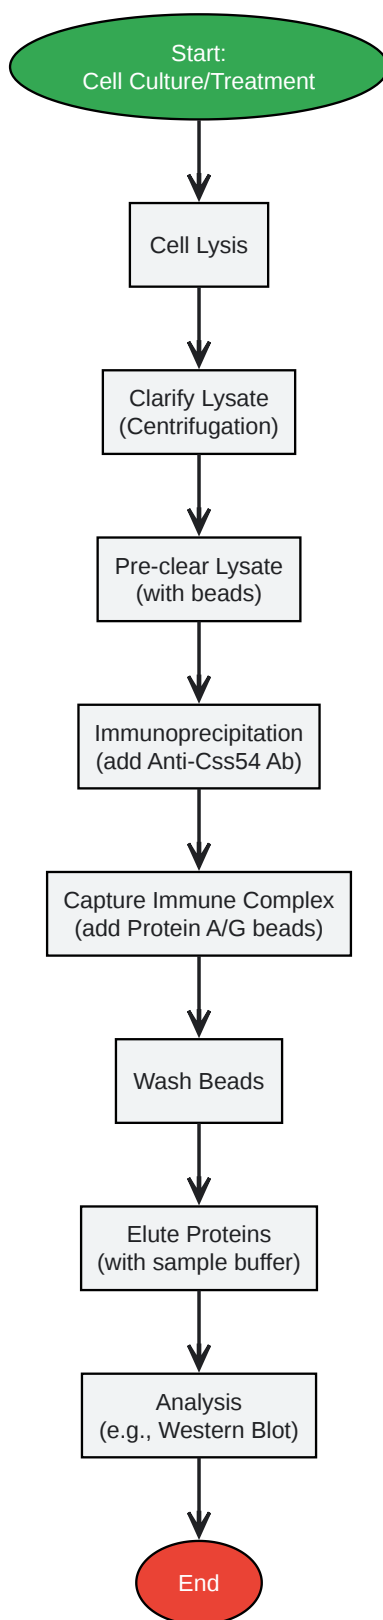 Start:
Cell Culture/Treatment
Cell Lysis
Clarify Lysate
(Centrifugation)
Pre-clear Lysate
(with beads)
Immunoprecipitation
(add Anti-Css54 Ab)
Capture Immune Complex
(add Protein A/G beads)
Wash Beads
Elute Proteins
(with sample buffer)
Analysis
(e.g., Western Blot)
End